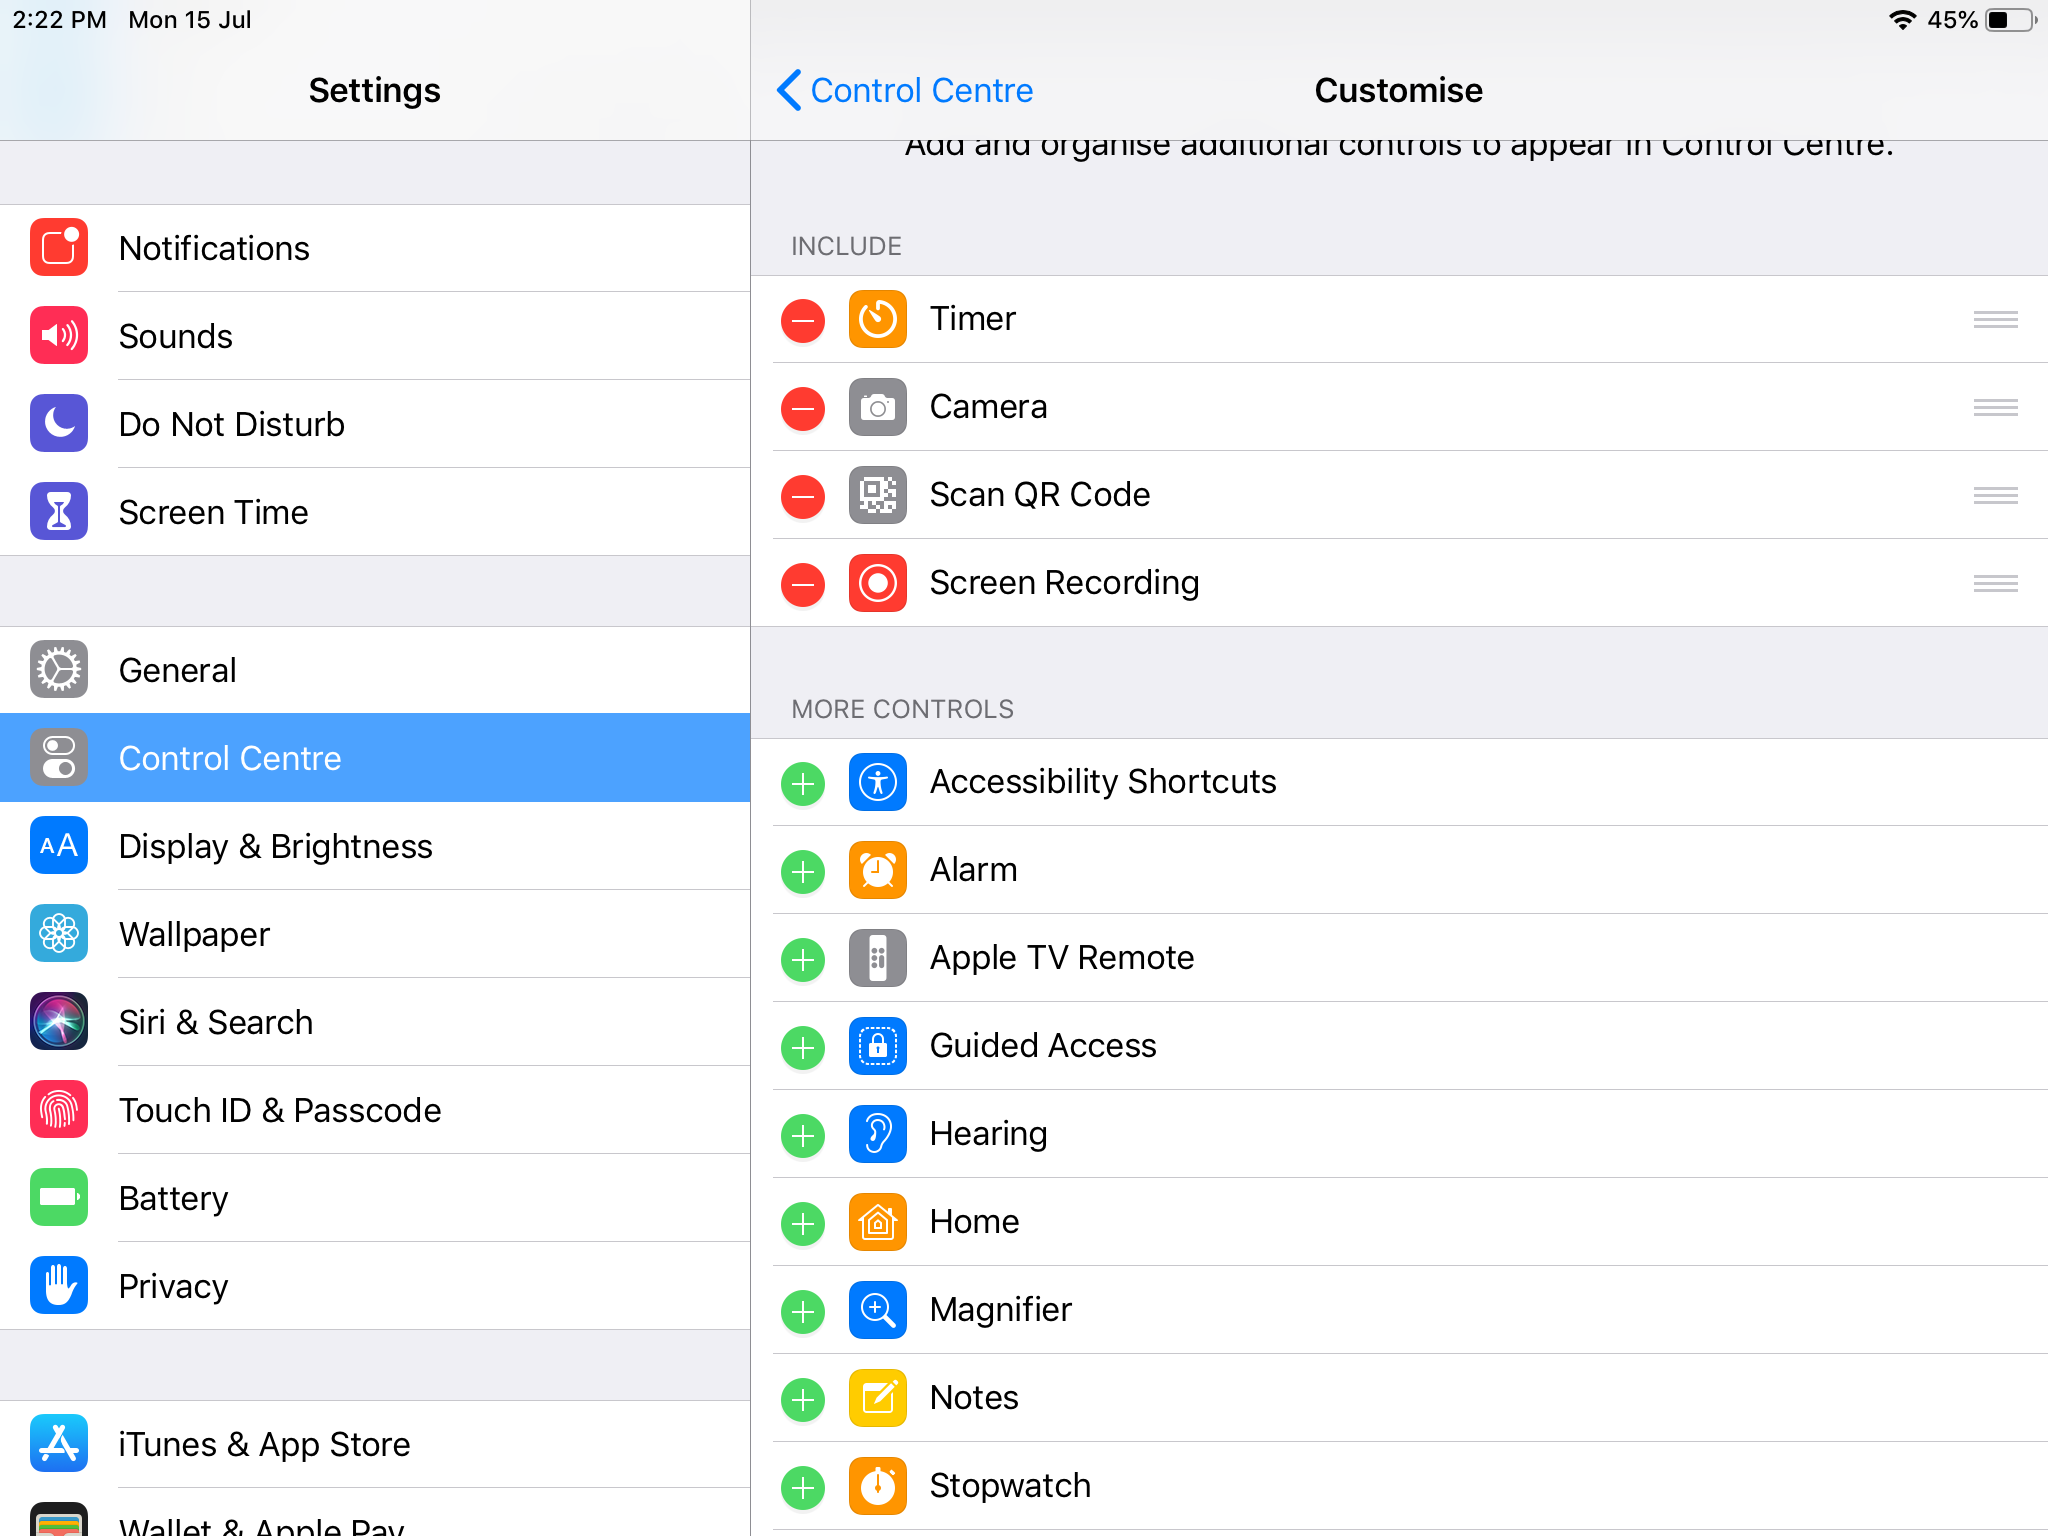 2:22 PM Mon 15 Jul
45%
Settings
Notifications
Sounds
Do Not Disturb
Screen Time
General
Control Centre
AA Display & Brightness
Wallpaper
Siri & Search
Touch ID & Passcode
Battery
Privacy
iTunes & App Store
Wallet & Apple Pay
Control Centre
Customise
Add and organise additional controls to appear in Control Centre.
INCLUDE
Timer
Camera
Scan QR Code
Screen Recording
MORE CONTROLS
Accessibility Shortcuts
Alarm
Apple TV Remote
Guided Access
Hearing
Home
Magnifier
Notes
Stopwatch